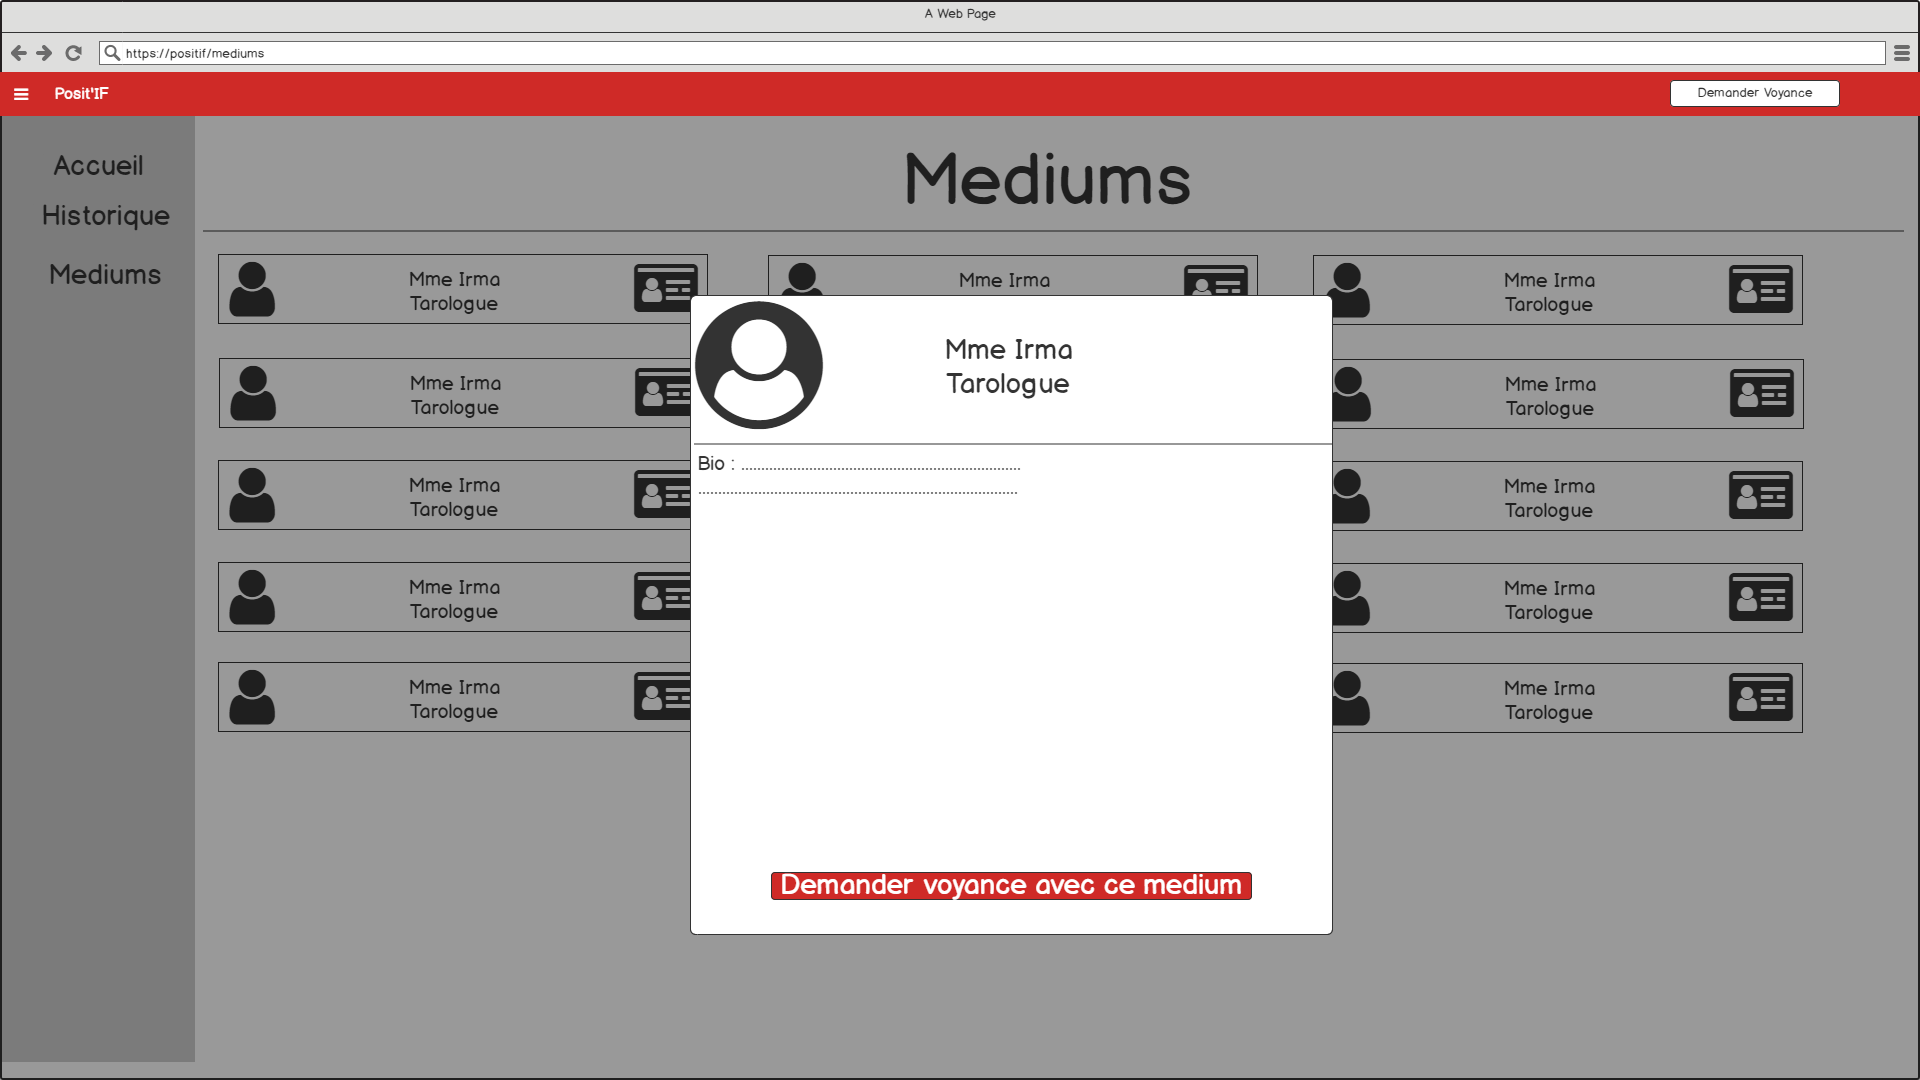 A Web Page
https://positif/mediums
Posit'IF
Demander Voyance
Accueil
Historique
Mediums
Mediums
Mme Irma
Tarologue
Mme Irma
Mme Irma
Tarologue
Mme Irma
Tarologue
Mme Irma
Tarologue
Mme Irma
Tarologue
Mme Irma
Tarologue
Mme Irma
Tarologue
Mme Irma
Tarologue
Mme Irma
Tarologue
Mme Irma
Tarologue
Mme Irma
Tarologue
Bio : ................................................................
.........................................................................
Demander voyance avec ce medium